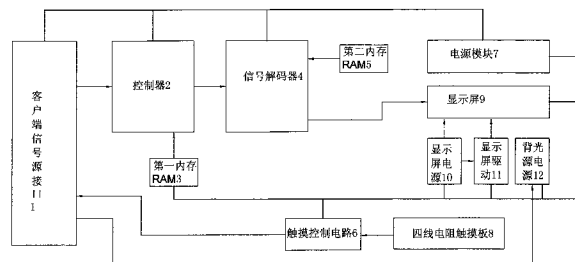 客户端信号源接口1
控制器2
信号解码器4
第二内存
RAM5
电源模块7
显示屏9
第一内存
RAM3
显示
屏电
源10
显示
屏驱
动11
背光
源电
源12
触摸控制电路6
四线电阻触摸板8